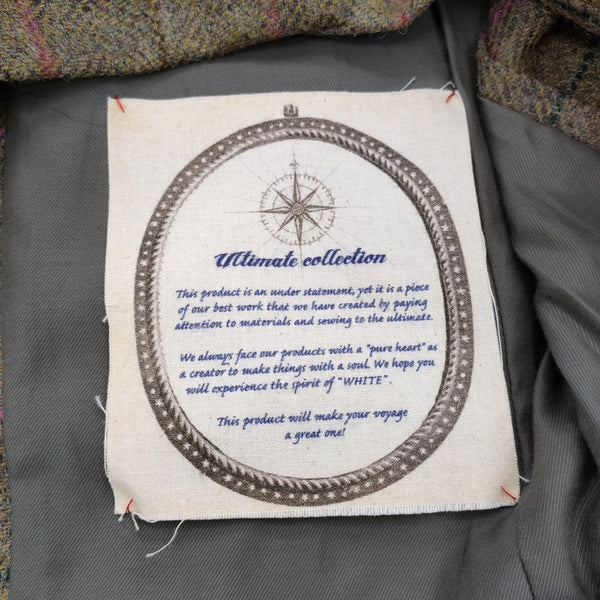 Ultimate collection
This product is an under statement, yet it is a piece
of our best work that we have created by paying
attention to materials and sewing to the ultimate.
We always face our products with a "pure heart" as
a creator to make things with a soul. We hope you
will experience the spirit of "WHITE".
This product will make your voyage
a great one!